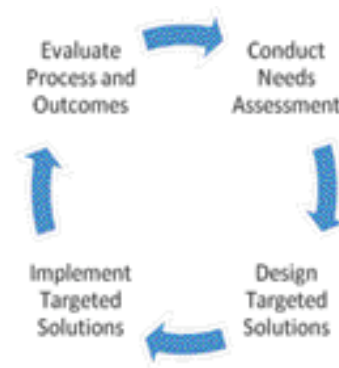 Evaluate
Process and
Outcomes
Conduct
Needs
Assessment
Design
Targeted
Solutions
Implement
Targeted
Solutions